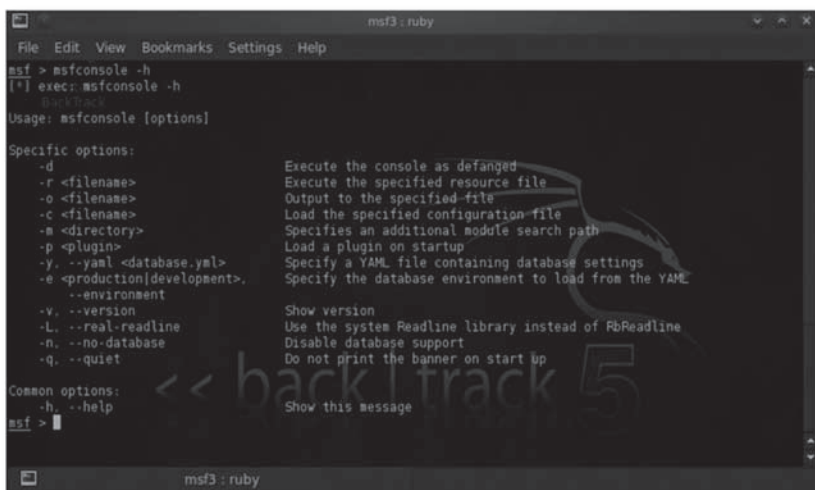 msf3 : ruby
File Edit View Bookmarks Settings Help
msf > msfconsole -h
[*] exec: msfconsole -h
BackTrack
Usage: msfconsole [options]
Specific options:
-d Execute the console as defanged
-r <filename> Execute the specified resource file
-o <filename> Output to the specified file
-c <filename> Load the specified configuration file
-m <directory> Specifies an additional module search path
-p <plugin> Load a plugin on startup
-y, --yaml <database.yml> Specify a YAML file containing database settings
-e <production|development>, Specify the database environment to load from the YAML
--environment
-v, --version Show version
-L, --real-readline Use the system Readline library instead of RbReadline
-n, --no-database Disable database support
-q, --quiet Do not print the banner on start up
<< back | track 5
Common options:
-h, --help Show this message
msf >
msf3 : ruby